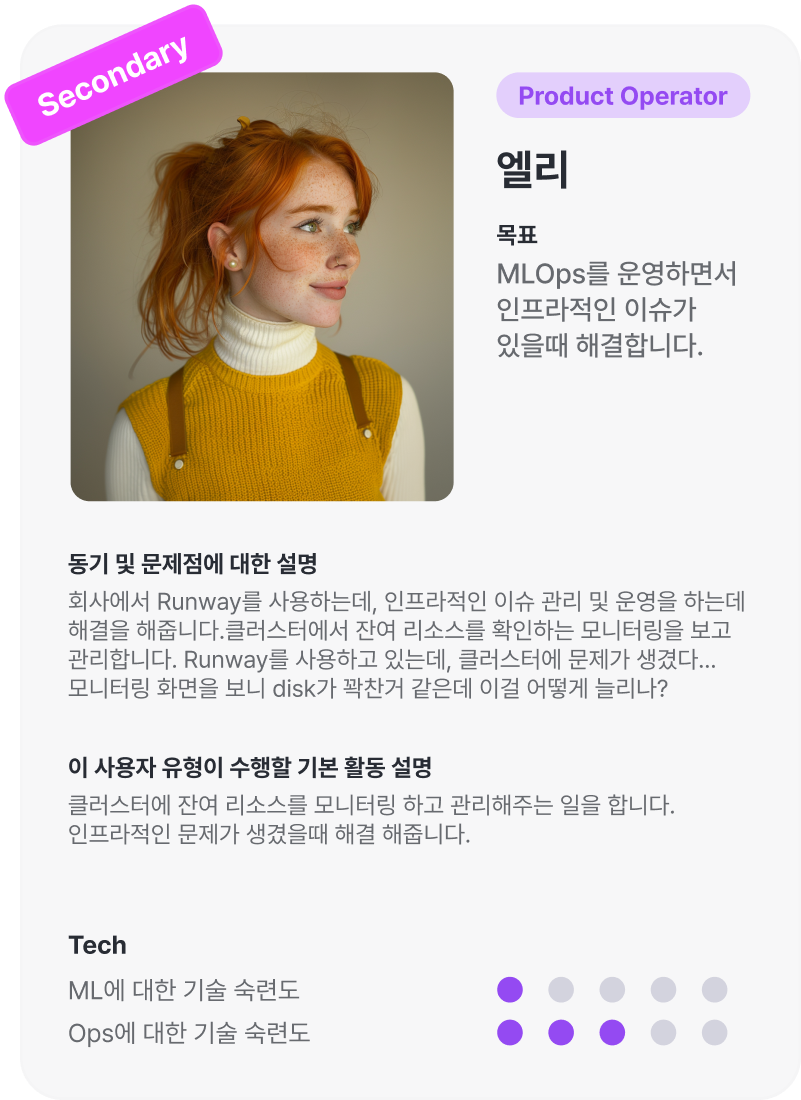 Secondary
Product Operator
엘리
목표
MLOps를 운영하면서
인프라적인 이슈가
있을때 해결합니다.
동기 및 문제점에 대한 설명
회사에서 Runway를 사용하는데, 인프라적인 이슈 관리 및 운영을 하는데
해결을 해줍니다.클러스터에서 잔여 리소스를 확인하는 모니터링을 보고
관리합니다. Runway를 사용하고 있는데, 클러스터에 문제가 생겼다...
모니터링 화면을 보니 disk가 꽉찬거 같은데 이걸 어떻게 늘리나?
이 사용자 유형이 수행할 기본 활동 설명
클러스터에 잔여 리소스를 모니터링 하고 관리해주는 일을 합니다.
인프라적인 문제가 생겼을때 해결 해줍니다.
Tech
ML에 대한 기술 숙련도
Ops에 대한 기술 숙련도